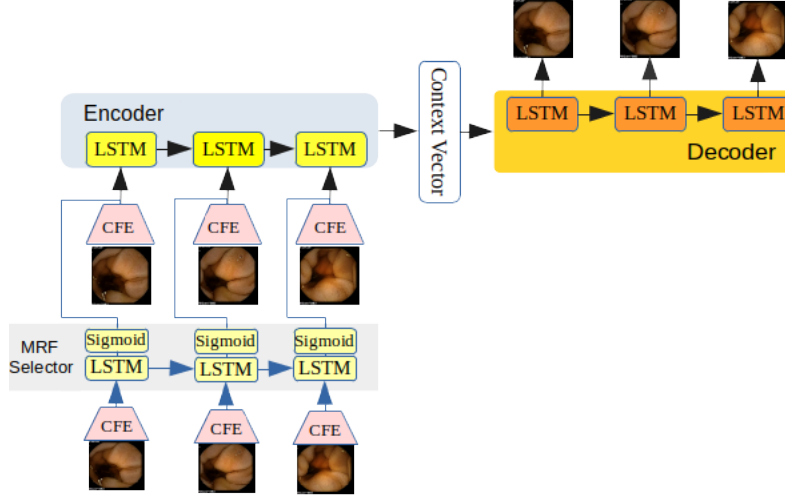 Encoder
LSTM
LSTM
LSTM
Context Vector
LSTM
LSTM
LSTM
Decoder
CFE
CFE
CFE
MRF
Selector
Sigmoid
Sigmoid
Sigmoid
LSTM
LSTM
LSTM
CFE
CFE
CFE